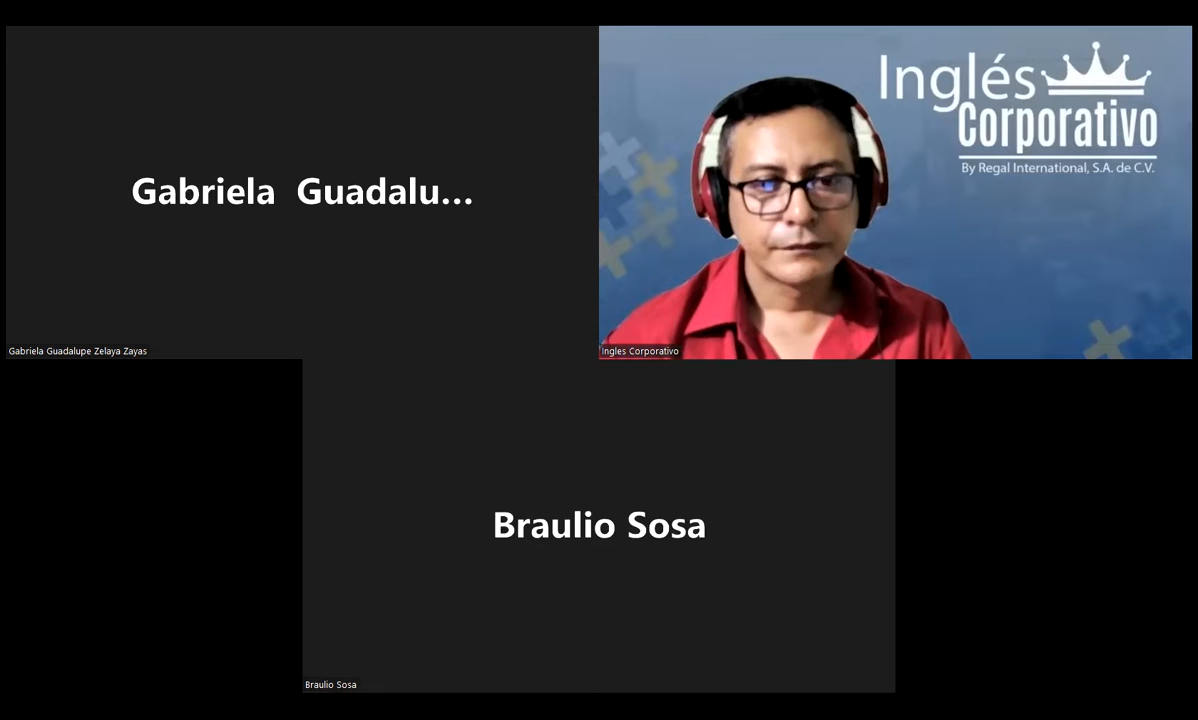 Gabriela Guadalu...
Gabriela Guadalupe Zelaya Zayas
Inglés
Corporativo
By Regal International, S.A. de C.V.
Ingles Corporativo
Braulio Sosa
Braulio Sosa